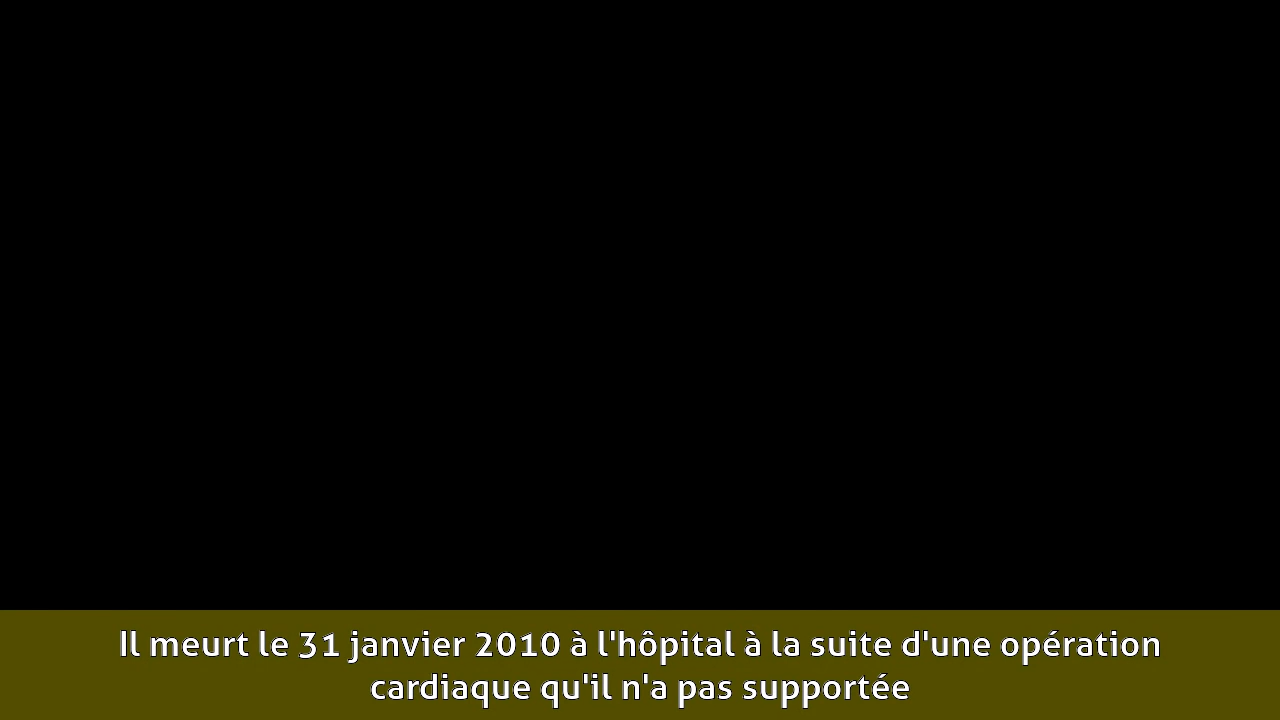 Il meurt le 31 janvier 2010 à l'hôpital à la suite d'une opération
cardiaque qu'il n'a pas supportée